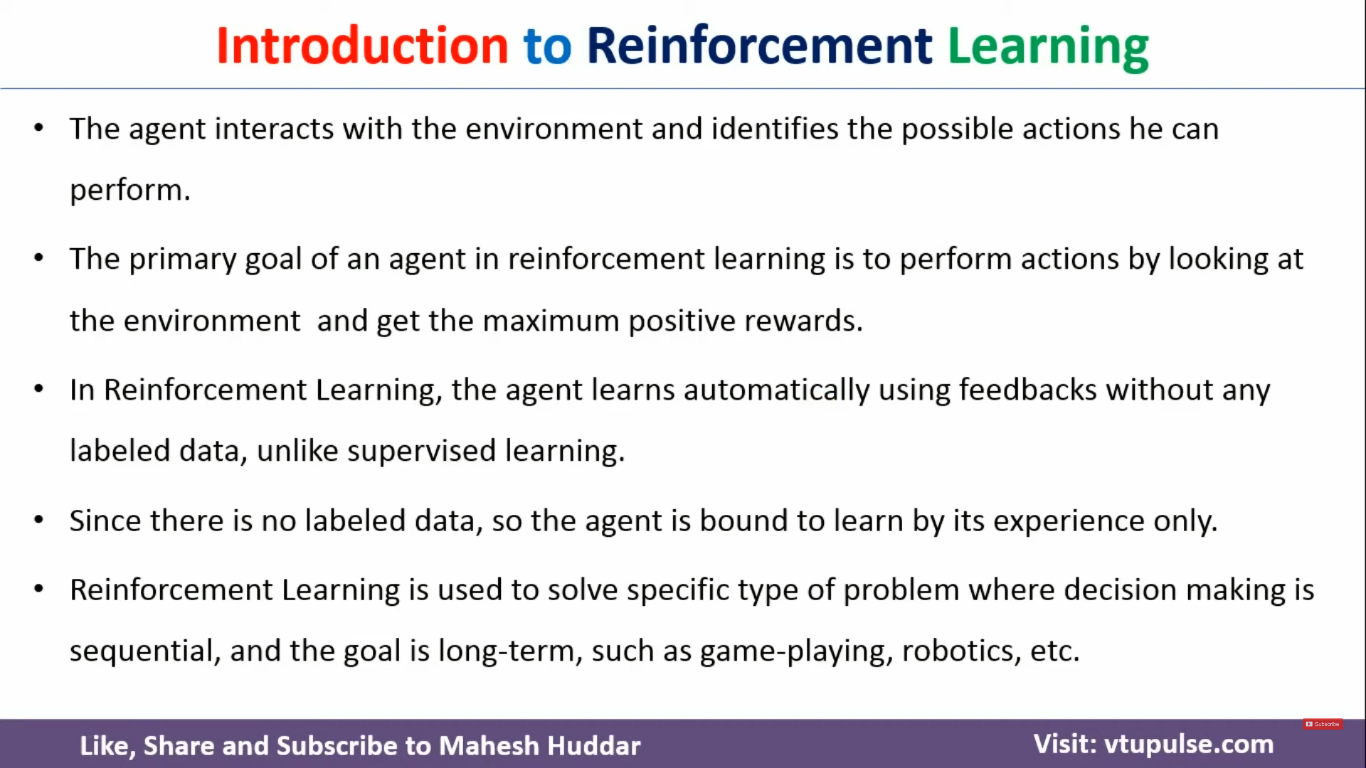 Introduction to Reinforcement Learning
• The agent interacts with the environment and identifies the possible actions he can
perform.
• The primary goal of an agent in reinforcement learning is to perform actions by looking at
the environment  and get the maximum positive rewards.
• In Reinforcement Learning, the agent learns automatically using feedbacks without any
labeled data, unlike supervised learning.
• Since there is no labeled data, so the agent is bound to learn by its experience only.
• Reinforcement Learning is used to solve specific type of problem where decision making is
sequential, and the goal is long-term, such as game-playing, robotics, etc.
Subscribe
Like, Share and Subscribe to Mahesh Huddar
Visit: vtupulse.com